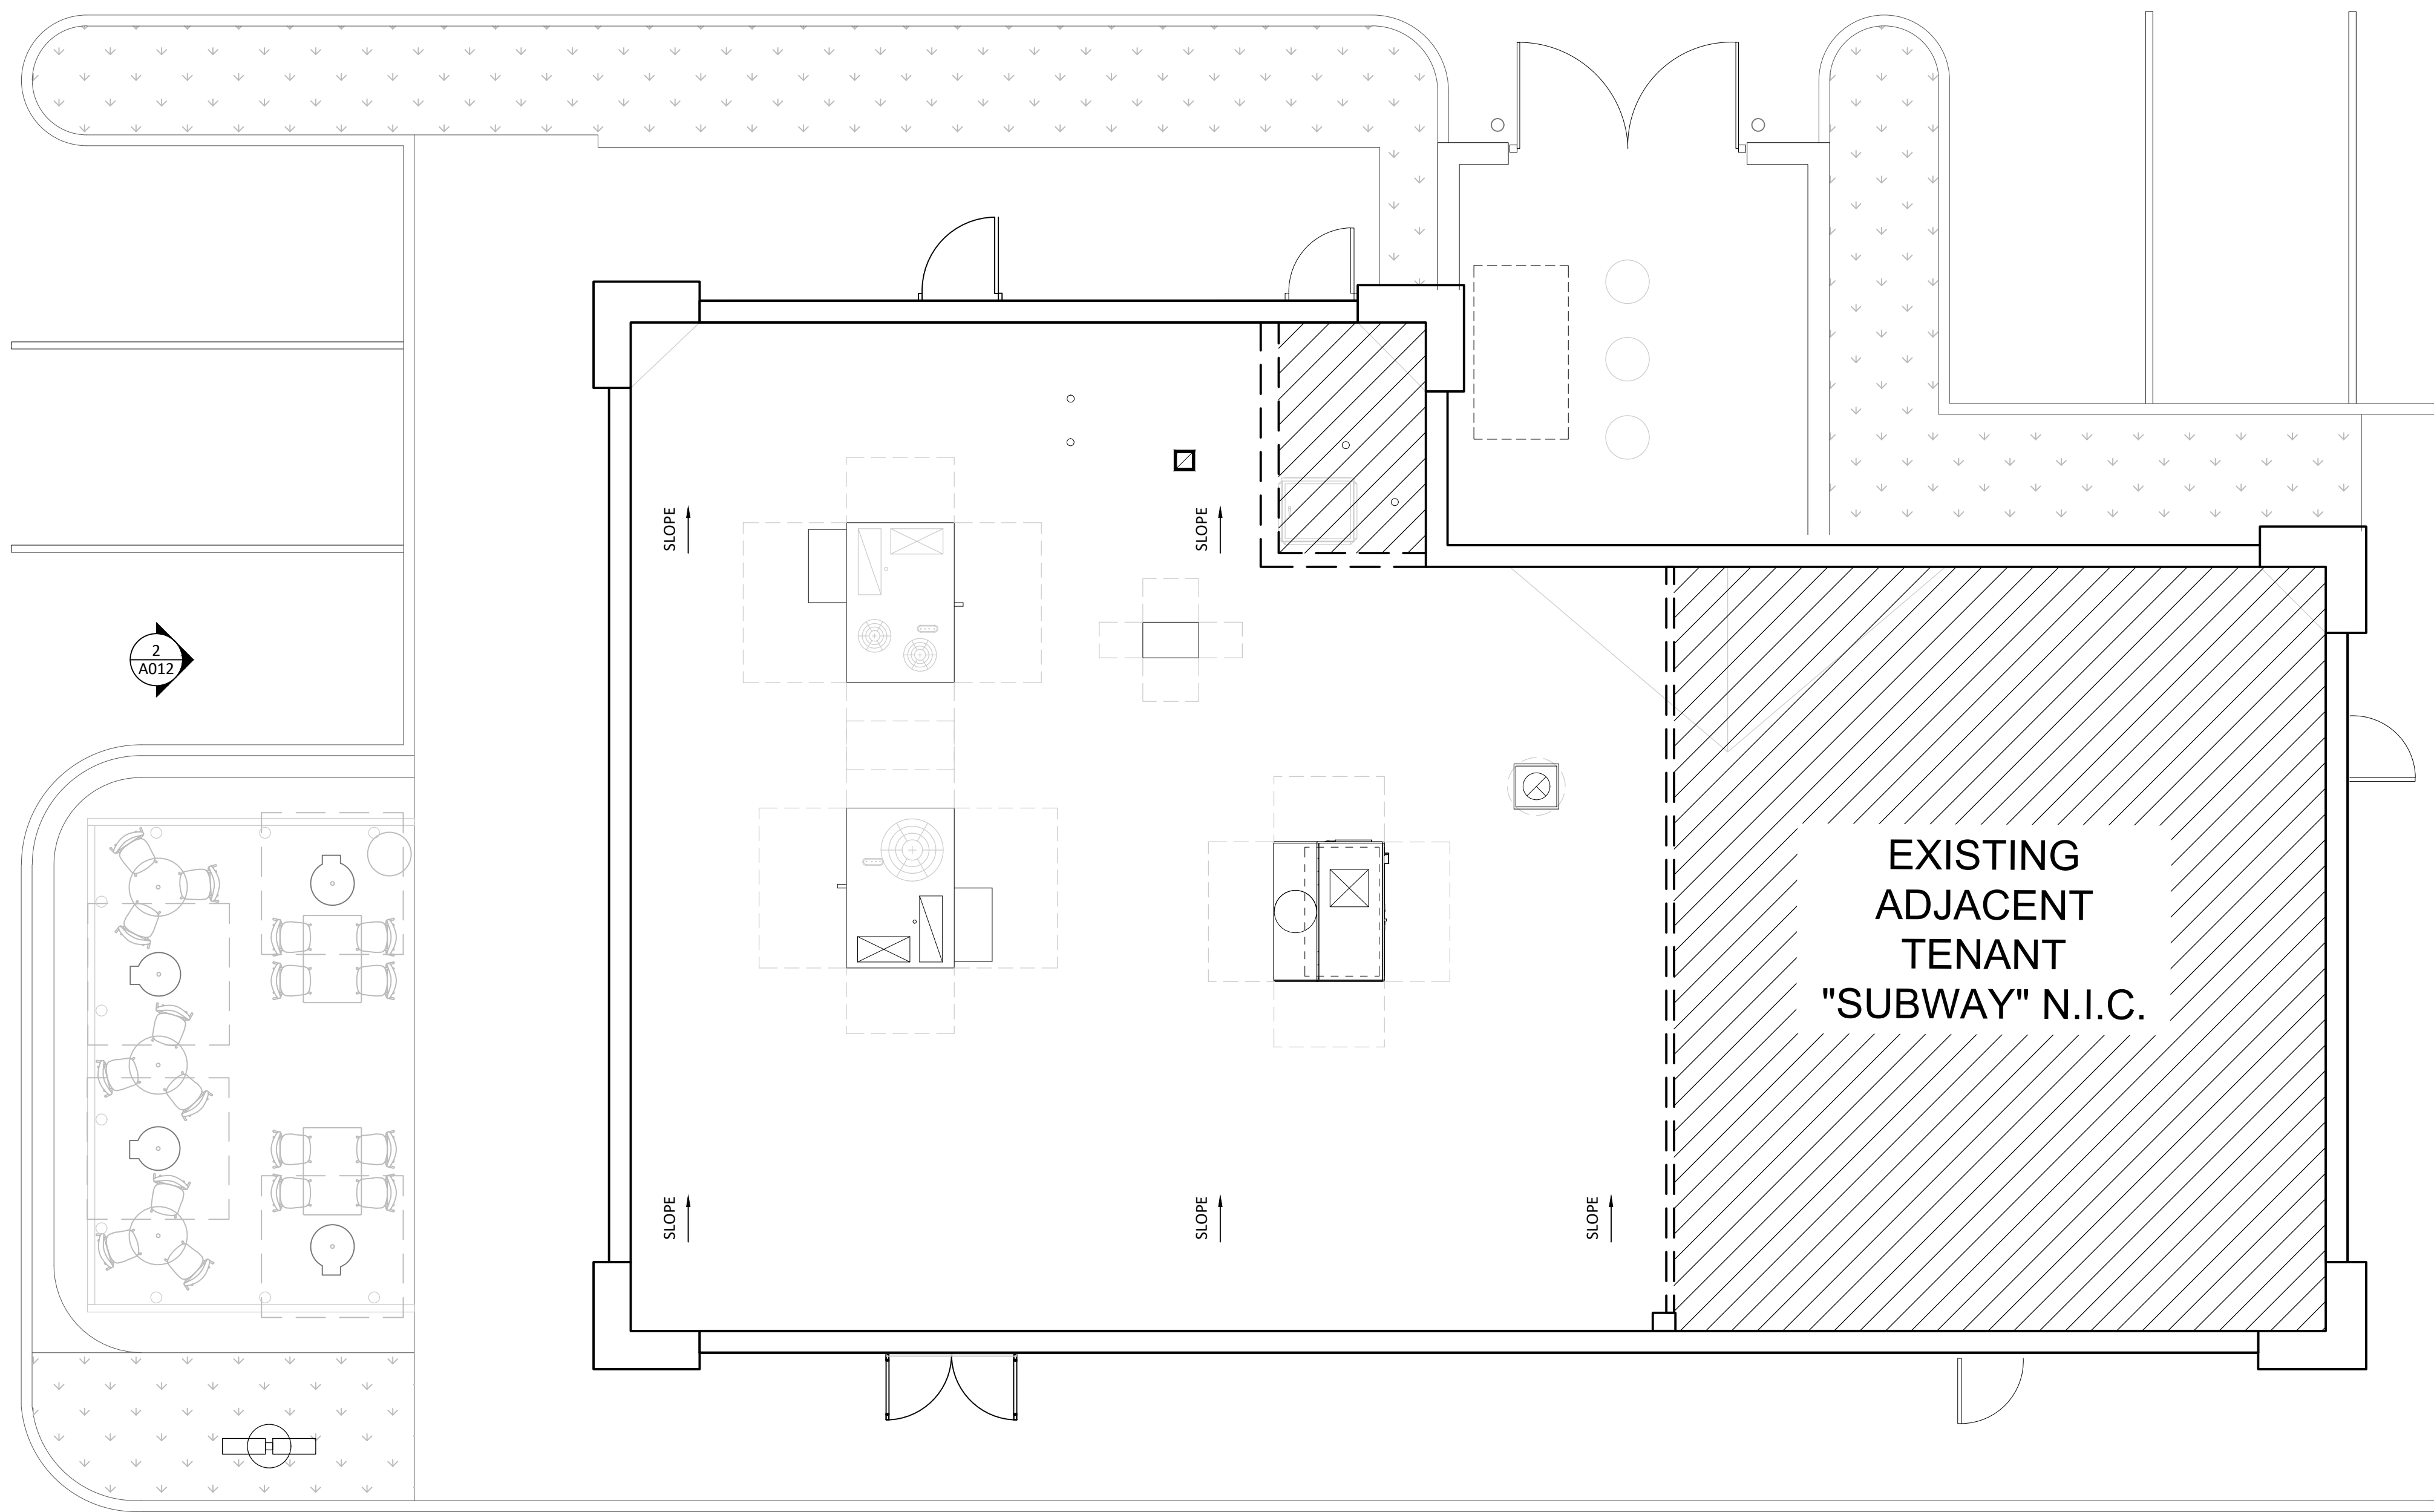 SLOPE
SLOPE
2
A012
EXISTING
ADJACENT
TENANT
"SUBWAY" N.I.C.
SLOPE
SLOPE
SLOPE